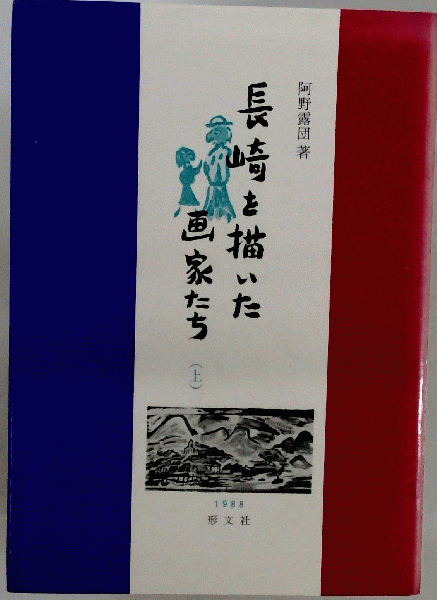 阿野露団 著
長崎を描いた
画家たち
(上)
1988
形文社